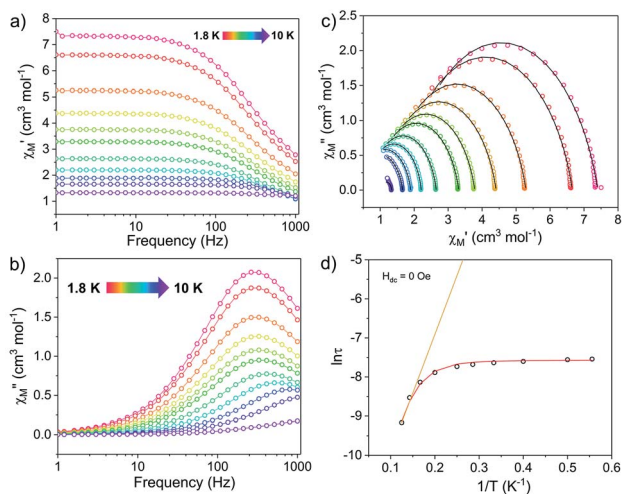 a)
1.8 K 10 K
χM' (cm³ mol⁻¹)
8
7
6
5
4
3
2
1
0
1 10 100 1000
Frequency (Hz)
b)
1.8 K 10 K
χM'' (cm³ mol⁻¹)
2.0
1.5
1.0
0.5
0.0
1 10 100 1000
Frequency (Hz)
c)
χM'' (cm³ mol⁻¹)
2.5
2.0
1.5
1.0
0.5
0.0
0 1 2 3 4 5 6 7 8
χM' (cm³ mol⁻¹)
d)
Hdc = 0 Oe
lnτ
-5
-6
-7
-8
-9
-10
0.1 0.2 0.3 0.4 0.5 0.6
1/T (K⁻¹)